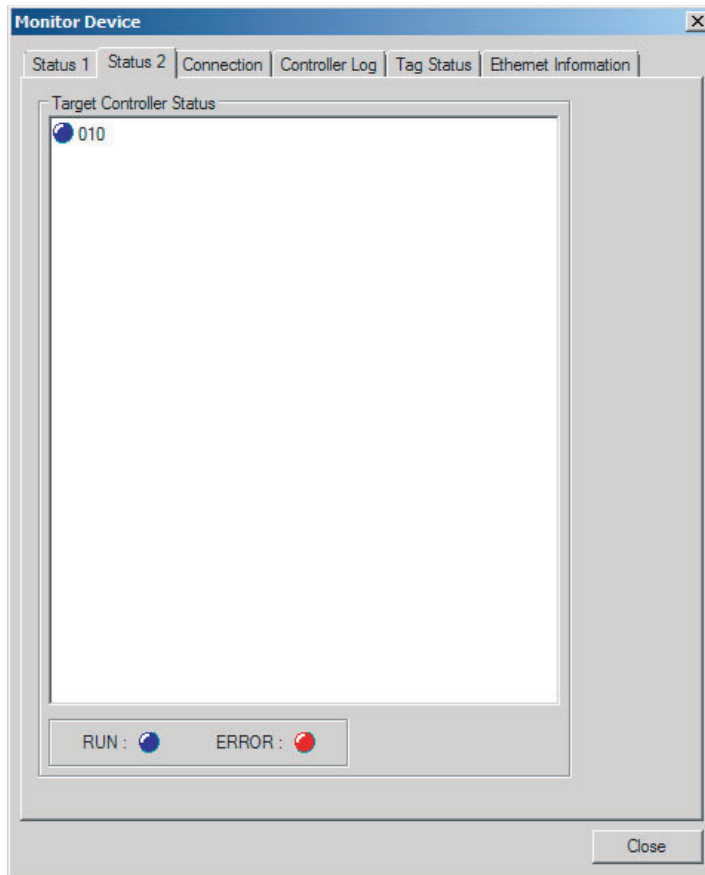 Monitor Device
Status 1 Status 2 Connection Controller Log Tag Status Ethernet Information
Target Controller Status
010
RUN : ERROR :
Close